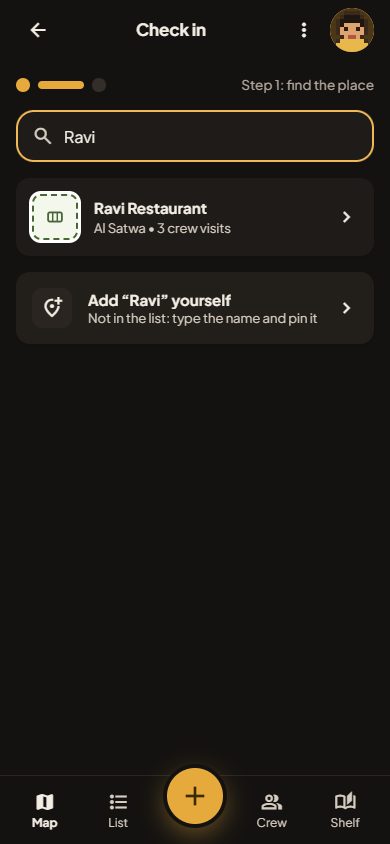 Check in
Step 1: find the place
Ravi
Ravi Restaurant
Al Satwa • 3 crew visits
Add “Ravi” yourself
Not in the list: type the name and pin it
Map
List
Crew
Shelf